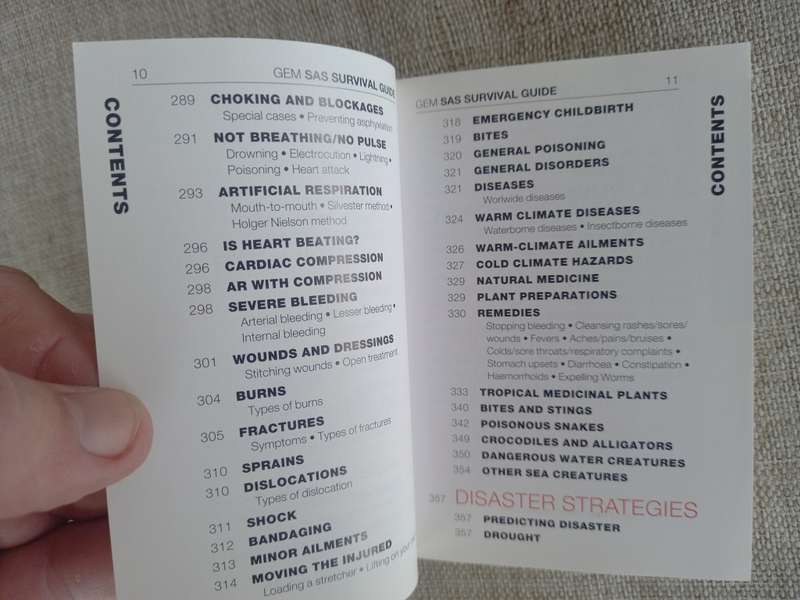 10
GEM SAS SURVIVAL GUIDE
CONTENTS
289 CHOKING AND BLOCKAGES
Special cases • Preventing asphyxiation
291 NOT BREATHING/NO PULSE
Drowning • Electrocution • Lightning •
Poisoning • Heart attack
293 ARTIFICIAL RESPIRATION
Mouth-to-mouth • Silvester method •
Holger Nielson method
296 IS HEART BEATING?
296 CARDIAC COMPRESSION
298 AR WITH COMPRESSION
298 SEVERE BLEEDING
Arterial bleeding • Lesser bleeding •
Internal bleeding
301 WOUNDS AND DRESSINGS
Stitching wounds • Open treatment
304 BURNS
Types of burns
305 FRACTURES
Symptoms • Types of fractures
310 SPRAINS
310 DISLOCATIONS
Types of dislocation
311 SHOCK
312 BANDAGING
313 MINOR AILMENTS
314 MOVING THE INJURED
Loading a stretcher • Lifting on your
GEM SAS SURVIVAL GUIDE
11
CONTENTS
318 EMERGENCY CHILDBIRTH
319 BITES
320 GENERAL POISONING
321 GENERAL DISORDERS
321 DISEASES
Worlwide diseases
324 WARM CLIMATE DISEASES
Waterborne diseases • Insectborne diseases
326 WARM-CLIMATE AILMENTS
327 COLD CLIMATE HAZARDS
329 NATURAL MEDICINE
329 PLANT PREPARATIONS
330 REMEDIES
Stopping bleeding • Cleansing rashes/sores/
wounds • Fevers • Aches/pains/bruises •
Colds/sore throats/respiratory complaints •
Stomach upsets • Diarrhoea • Constipation •
Haemorrhoids • Expelling Worms
333 TROPICAL MEDICINAL PLANTS
340 BITES AND STINGS
342 POISONOUS SNAKES
349 CROCODILES AND ALLIGATORS
350 DANGEROUS WATER CREATURES
354 OTHER SEA CREATURES
357 DISASTER STRATEGIES
357 PREDICTING DISASTER
357 DROUGHT